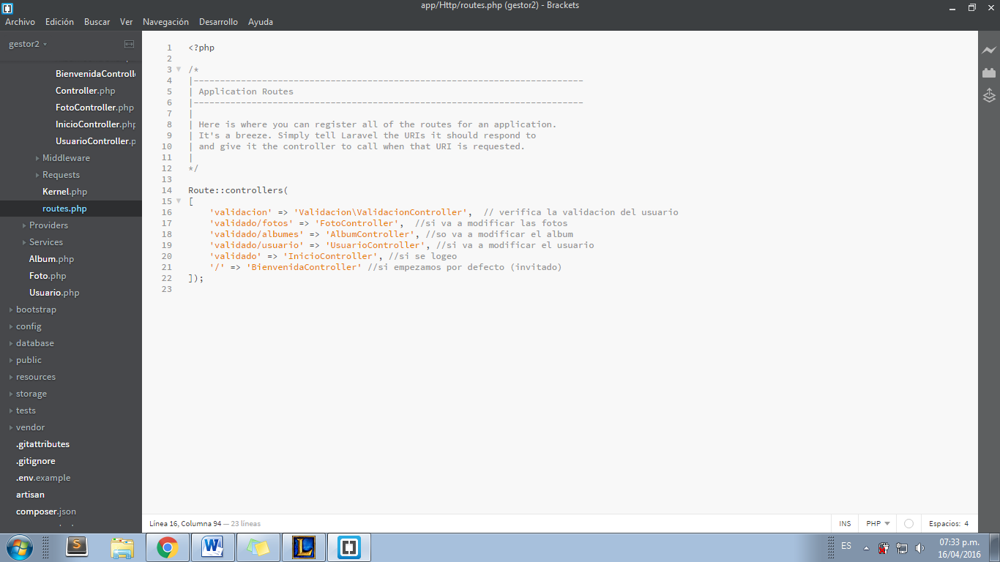 app/Http/routes.php (gestor2) - Brackets
Archivo Edición Buscar Ver Navegación Desarrollo Ayuda
gestor2
BienvenidaControll
Controller.php
FotoController.php
InicioController.php
UsuarioController.p
Middleware
Requests
Kernel.php
routes.php
Providers
Services
Album.php
Foto.php
Usuario.php
bootstrap
config
database
public
resources
storage
tests
vendor
.gitattributes
.gitignore
.env.example
artisan
composer.json
1 <?php
2
3 /*
4 |--------------------------------------------------------------------------
5 | Application Routes
6 |--------------------------------------------------------------------------
7 |
8 | Here is where you can register all of the routes for an application.
9 | It's a breeze. Simply tell Laravel the URIs it should respond to
10 | and give it the controller to call when that URI is requested.
11 |
12 */
13
14 Route::controllers(
15 [
16 'validacion' => 'Validacion\ValidacionController', // verifica la validacion del usuario
17 'validado/fotos' => 'FotoController', //si va a modificar las fotos
18 'validado/albumes' => 'AlbumController', //so va a modificar el album
19 'validado/usuario' => 'UsuarioController', //si va a modificar el usuario
20 'validado' => 'InicioController', //si se logeo
21 '/' => 'BienvenidaController' //si empezamos por defecto (invitado)
22 ]);
23
Línea 16, Columna 94 — 23 líneas
INS PHP Espacios: 4
ES
07:33 p.m.
16/04/2016